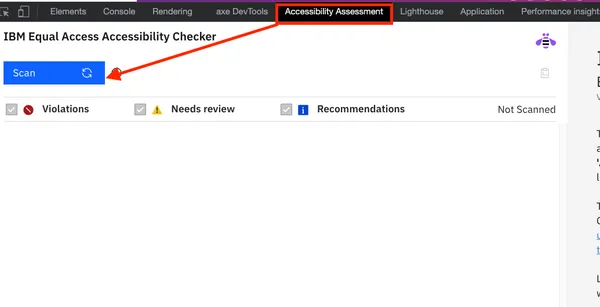 Elements Console Rendering axe DevTools Accessibility Assessment Lighthouse Application Performance insights
IBM Equal Access Accessibility Checker
Scan
Violations Needs review Recommendations Not Scanned